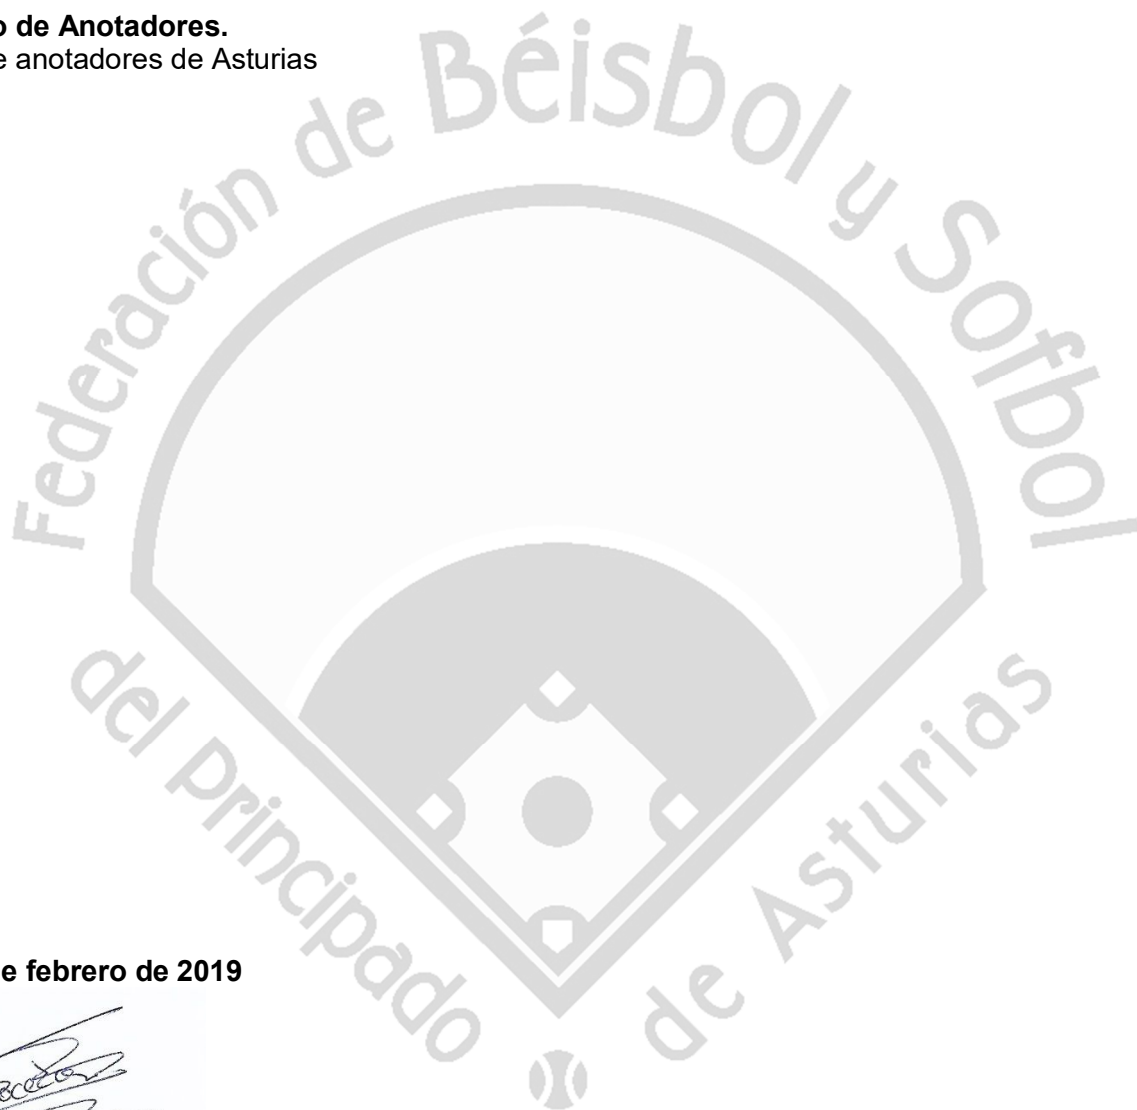 o de Anotadores.
e anotadores de Asturias
Federación de Béisbol y Sofbol
del Principado de Asturias
e febrero de 2019